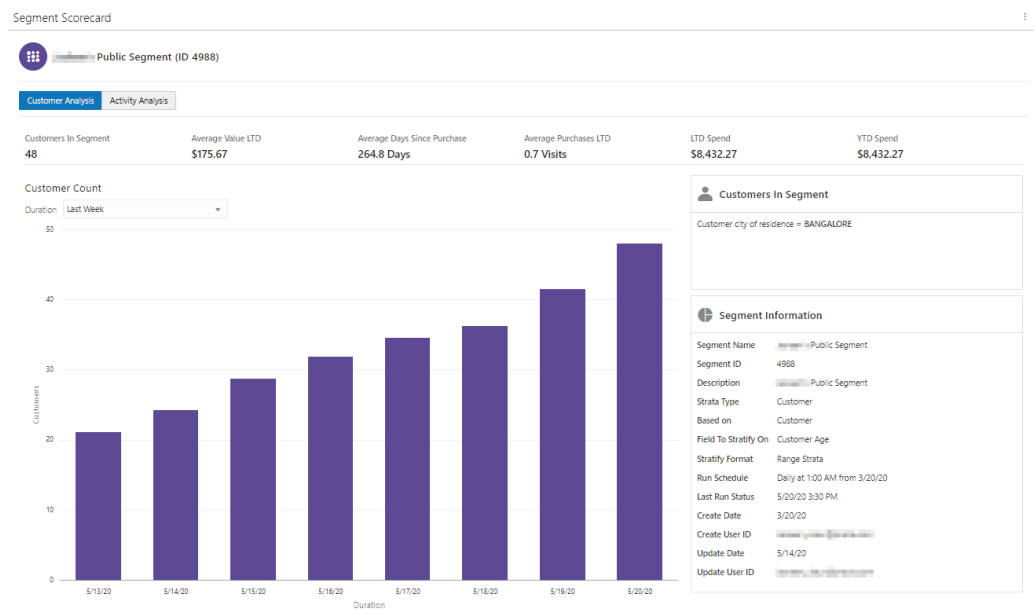 Segment Scorecard
Public Segment (ID 4988)
Customer Analysis Activity Analysis
Customers In Segment Average Value LTD Average Days Since Purchase Average Purchases LTD LTD Spend YTD Spend
48 $175.67 264.8 Days 0.7 Visits $8,432.27 $8,432.27
Customer Count
Duration Last Week
50
40
30
20
10
0
Customers
5/13/20 5/14/20 5/15/20 5/16/20 5/17/20 5/18/20 5/19/20 5/20/20
Duration
Customers In Segment
Customer city of residence = BANGALORE
Segment Information
Segment Name Public Segment
Segment ID 4988
Description Public Segment
Strata Type Customer
Based on Customer
Field To Stratify On Customer Age
Stratify Format Range Strata
Run Schedule Daily at 1:00 AM from 3/20/20
Last Run Status 5/20/20 3:30 PM
Create Date 3/20/20
Create User ID
Update Date 5/14/20
Update User ID